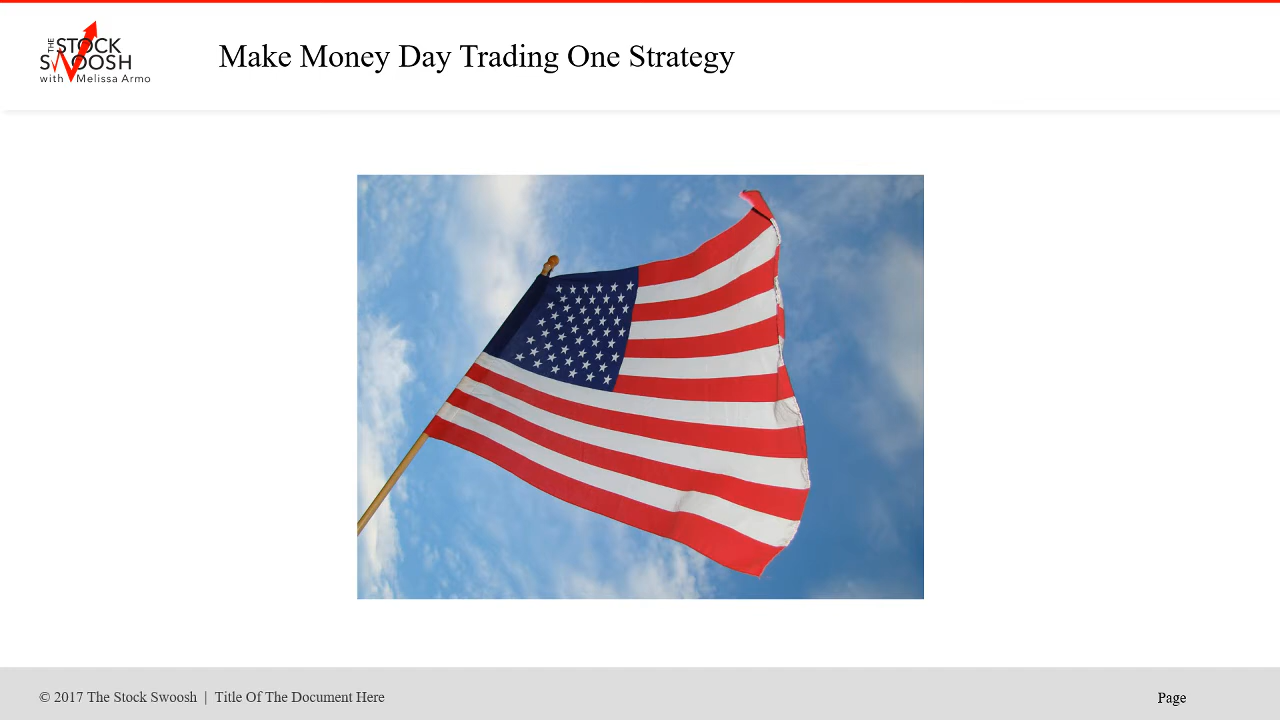 THE STOCK
SWOOSH
with Melissa Armo
Make Money Day Trading One Strategy
© 2017 The Stock Swoosh | Title Of The Document Here
Page